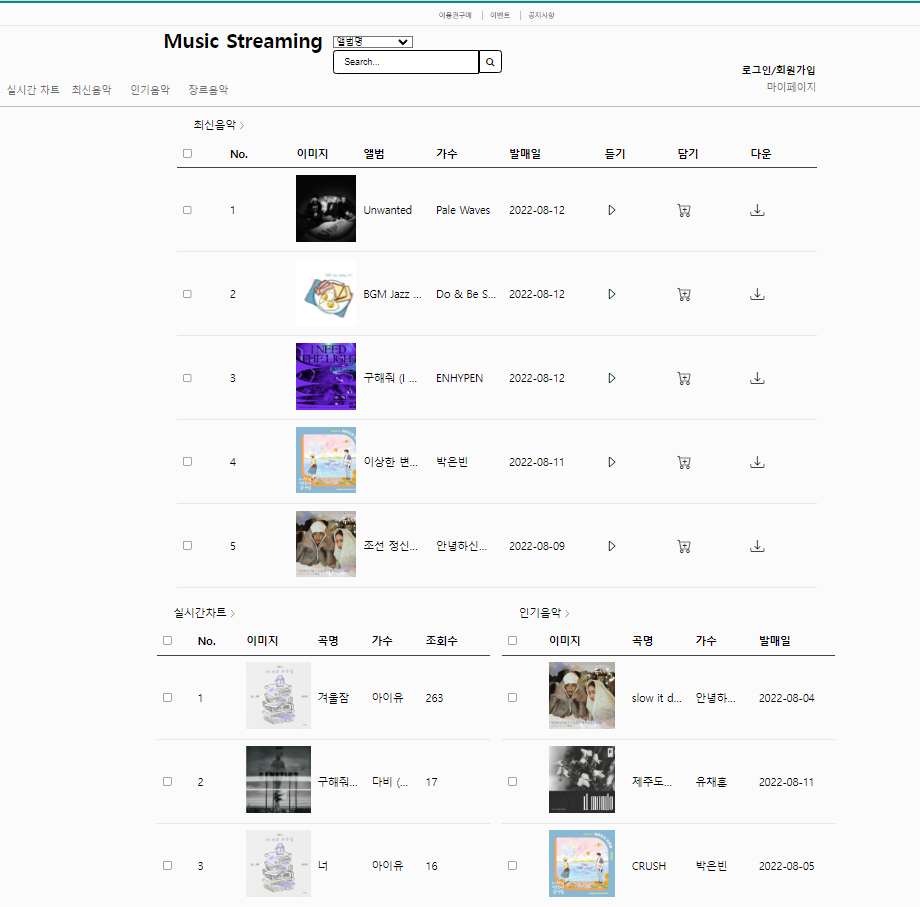 이용권구매 | 이벤트 | 공지사항
Music Streaming
앨범명
Search...
로그인/회원가입
마이페이지
실시간 차트 최신음악 인기음악 장르음악
최신음악 >
No. 이미지 앨범 가수 발매일 듣기 담기 다운
1 Unwanted Pale Waves 2022-08-12
2 BGM Jazz ... Do & Be S... 2022-08-12
I NEED
THE LIGHT
3 구해줘 (I ... ENHYPEN 2022-08-12
4 이상한 변... 박은빈 2022-08-11
5 조선 정신... 안녕하신... 2022-08-09
실시간차트 >
No. 이미지 곡명 가수 조회수
1 겨울잠 아이유 263
2 구해줘... 다비 (... 17
3 너 아이유 16
인기음악 >
이미지 곡명 가수 발매일
slow it d... 안녕하... 2022-08-04
제주도... 유채훈 2022-08-11
il mondo
CRUSH 박은빈 2022-08-05